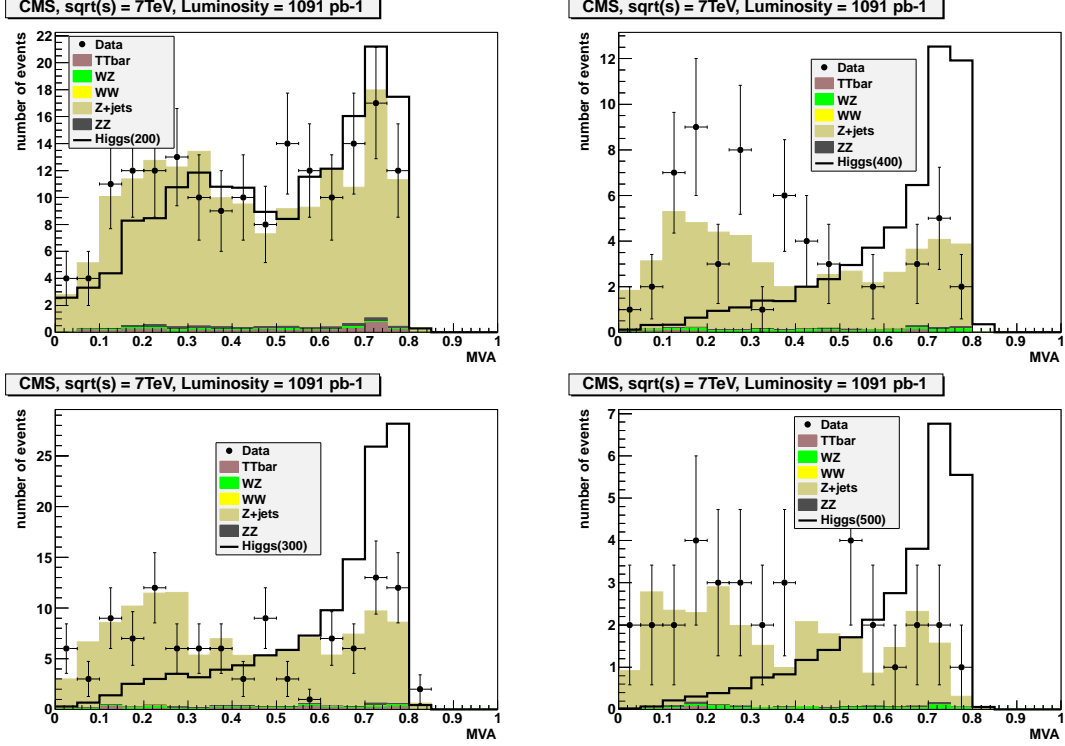 CMS, sqrt(s) = 7TeV, Luminosity = 1091 pb-1
number of events
22
20
18
16
14
12
10
8
6
4
2
0
Data
TTbar
WZ
WW
Z+jets
ZZ
Higgs(200)
0 0.1 0.2 0.3 0.4 0.5 0.6 0.7 0.8 0.9 1
MVA
CMS, sqrt(s) = 7TeV, Luminosity = 1091 pb-1
number of events
12
10
8
6
4
2
0
Data
TTbar
WZ
WW
Z+jets
ZZ
Higgs(400)
0 0.1 0.2 0.3 0.4 0.5 0.6 0.7 0.8 0.9 1
MVA
CMS, sqrt(s) = 7TeV, Luminosity = 1091 pb-1
number of events
25
20
15
10
5
0
Data
TTbar
WZ
WW
Z+jets
ZZ
Higgs(300)
0 0.1 0.2 0.3 0.4 0.5 0.6 0.7 0.8 0.9 1
MVA
CMS, sqrt(s) = 7TeV, Luminosity = 1091 pb-1
number of events
7
6
5
4
3
2
1
0
Data
TTbar
WZ
WW
Z+jets
ZZ
Higgs(500)
0 0.1 0.2 0.3 0.4 0.5 0.6 0.7 0.8 0.9 1
MVA